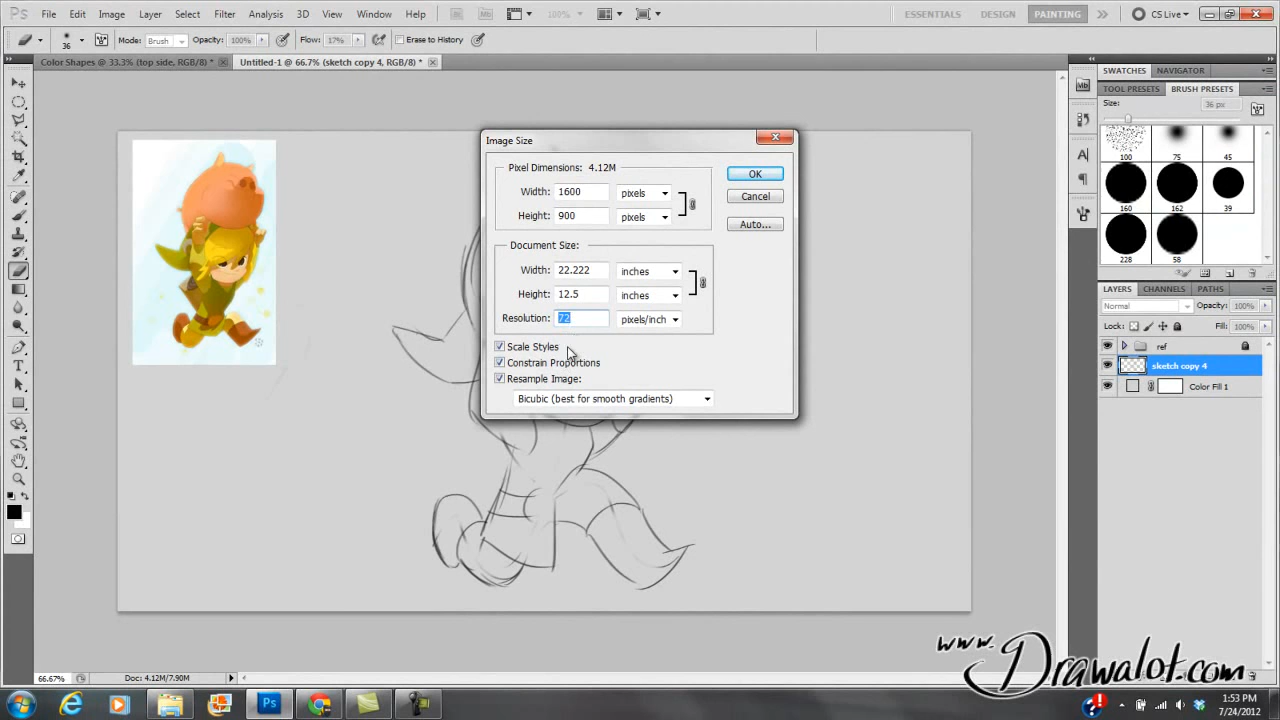 Ps File Edit Image Layer Select Filter Analysis 3D View Window Help 100% ESSENTIALS DESIGN PAINTING CS Live
36 Mode: Brush Opacity: 100% Flow: 17% Erase to History
Color Shapes @ 33.3% (top side, RGB/8) * Untitled-1 @ 66.7% (sketch copy 4, RGB/8) *
SWATCHES NAVIGATOR
TOOL PRESETS BRUSH PRESETS
Size: 36 px
100 75 45
160 162 39
228 58
Image Size
Pixel Dimensions: 4.12M
Width: 1600 pixels
Height: 900 pixels
OK
Cancel
Auto...
Document Size:
Width: 22.222 inches
Height: 12.5 inches
Resolution: 72 pixels/inch
Scale Styles
Constrain Proportions
Resample Image:
Bicubic (best for smooth gradients)
Mb
LAYERS CHANNELS PATHS
Normal Opacity: 100%
Lock: Fill: 100%
ref
sketch copy 4
Color Fill 1
66.67% Doc: 4.12M/7.90M
www.
Drawalot.com
Ps
1:53 PM
7/24/2012